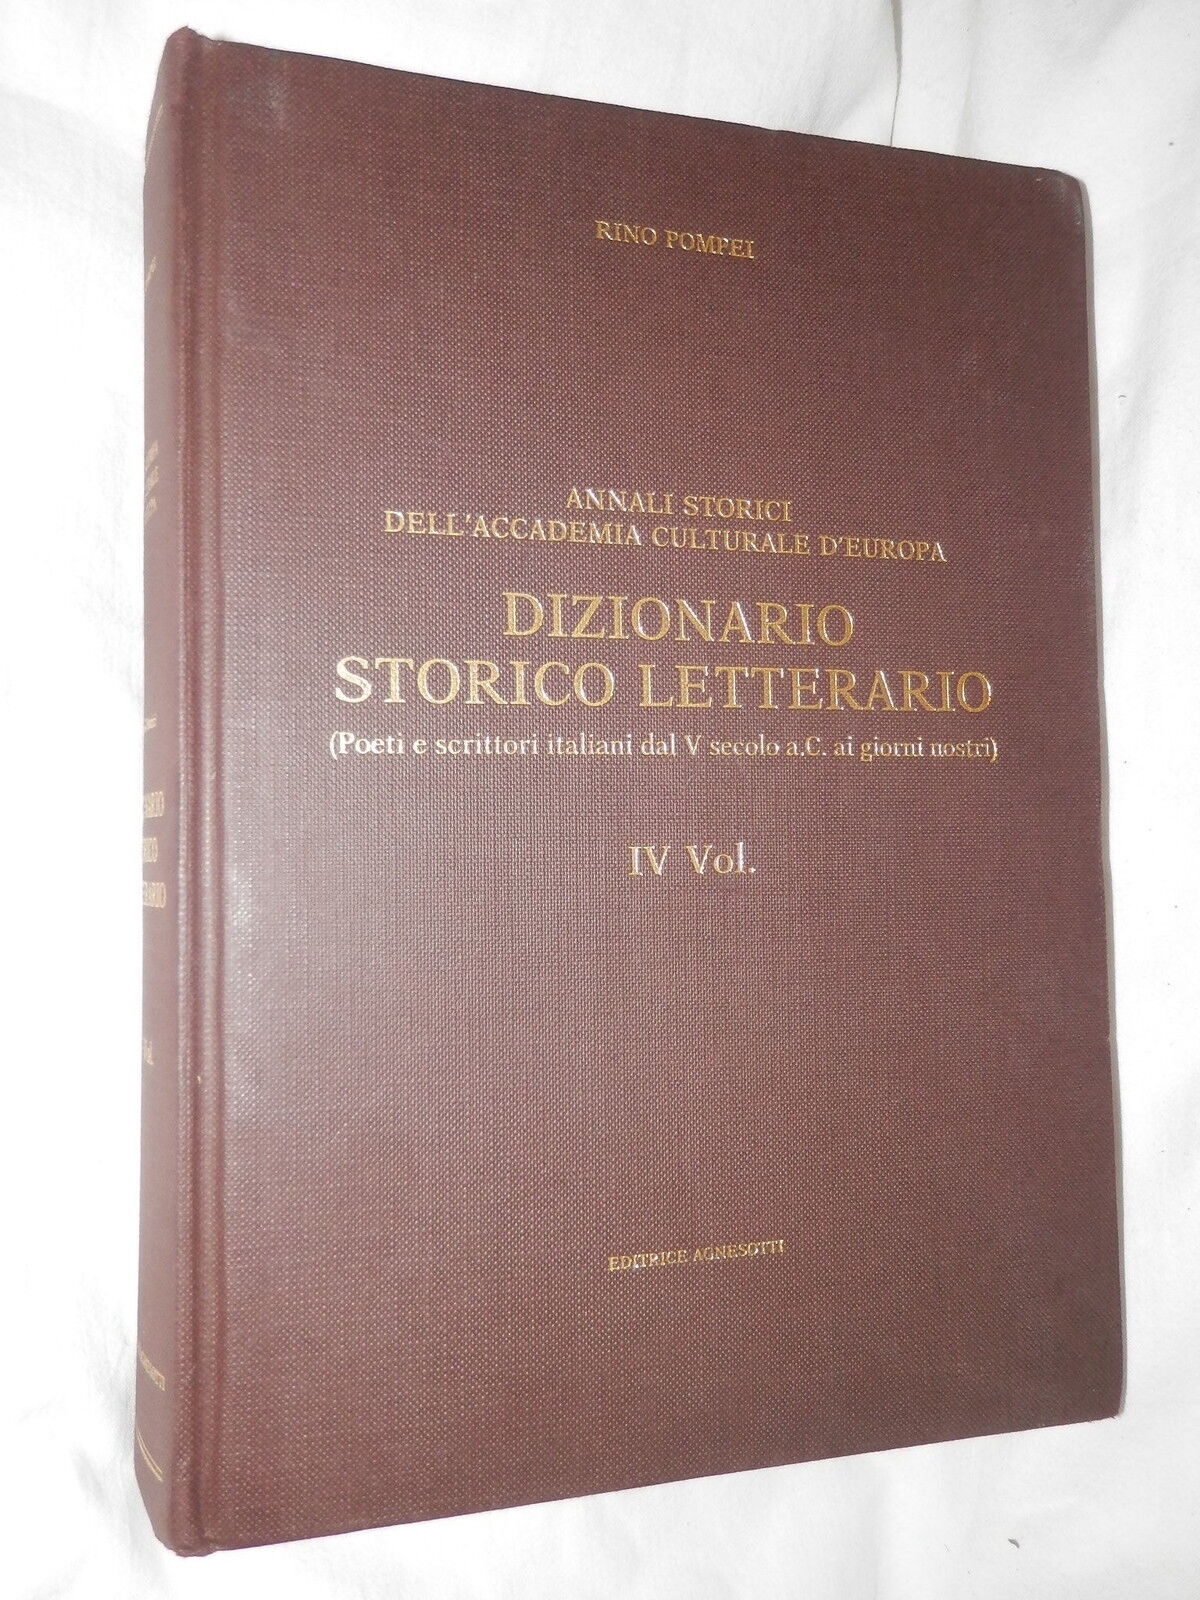 RINO POMPEI
ANNALI STORICI
DELL'ACCADEMIA CULTURALE D'EUROPA
DIZIONARIO
STORICO LETTERARIO
(Poeti e scrittori italiani dal V secolo a.C. ai giorni nostri)
IV Vol.
EDITRICE AGNESOTTI